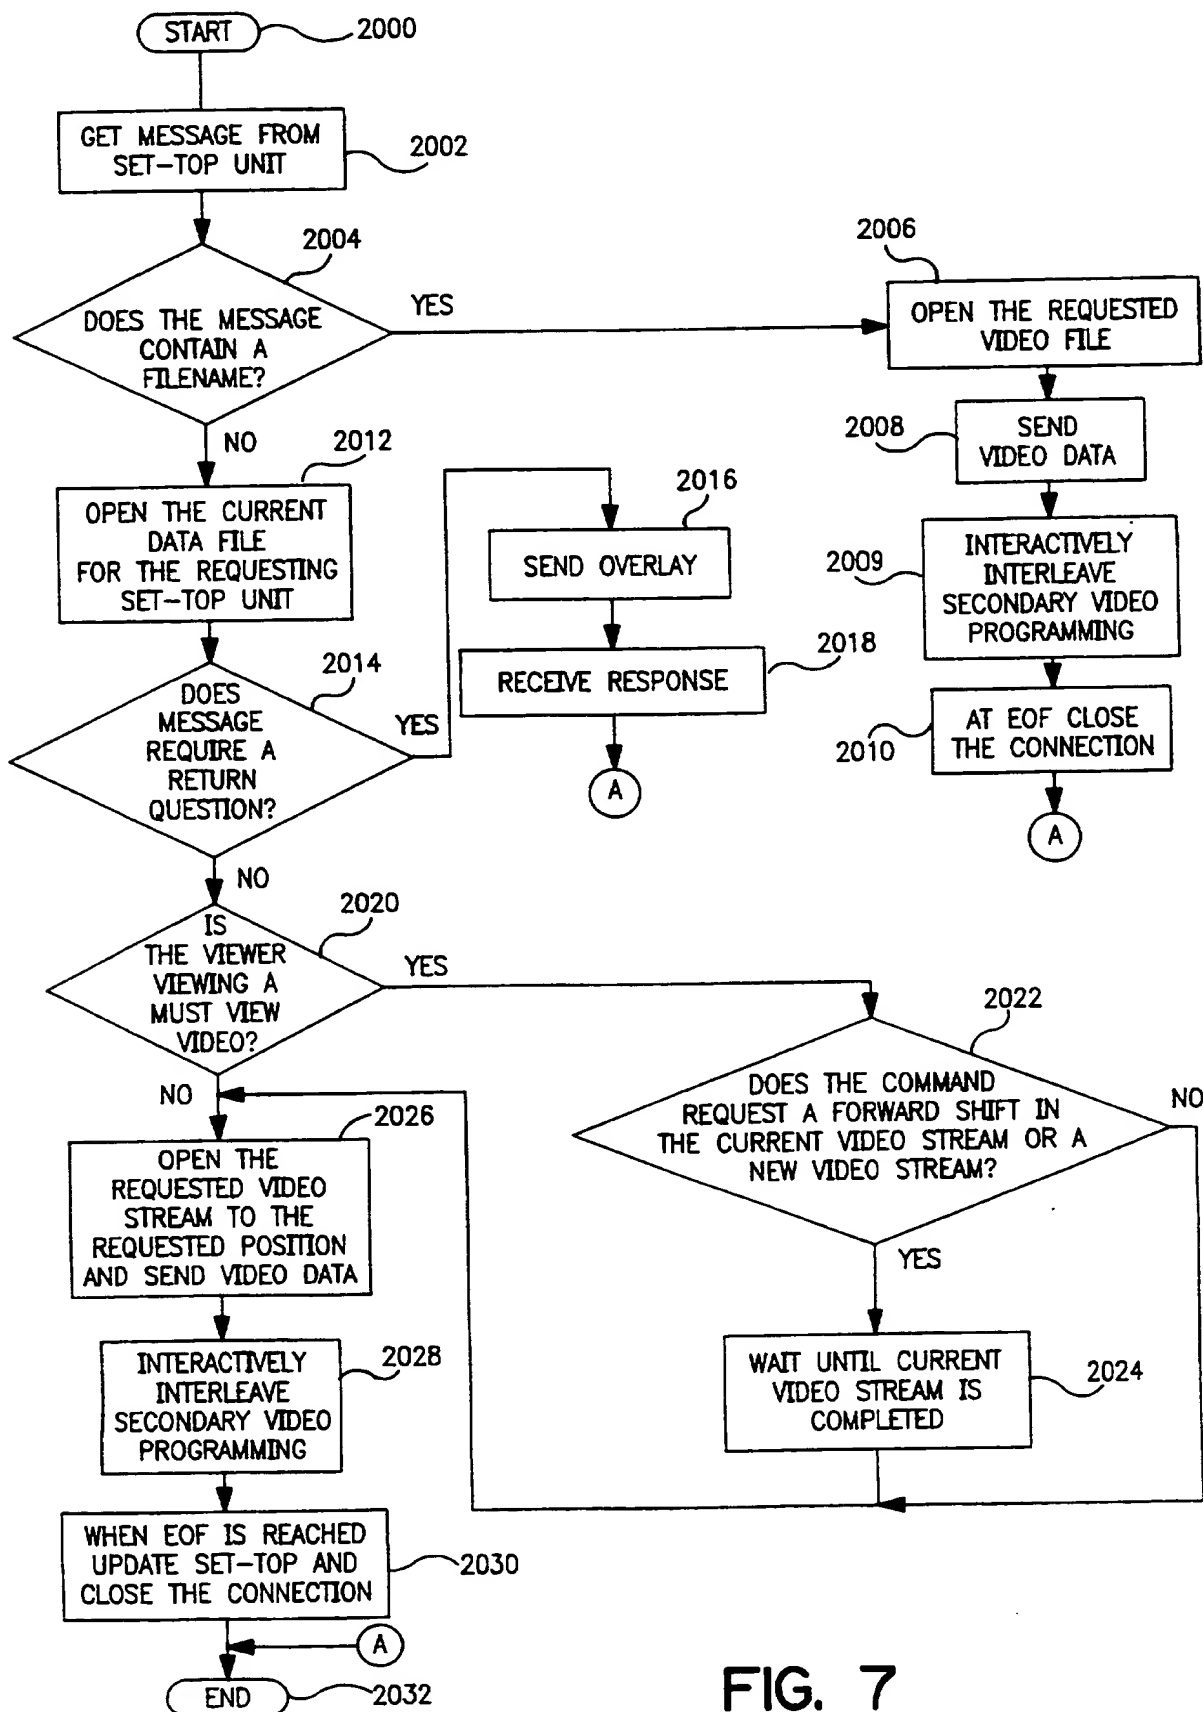 START
2000
GET MESSAGE FROM
SET-TOP UNIT
2002
2004
DOES THE MESSAGE
CONTAIN A
FILENAME?
YES
NO
2006
OPEN THE REQUESTED
VIDEO FILE
2008
SEND
VIDEO DATA
2009
INTERACTIVELY
INTERLEAVE
SECONDARY VIDEO
PROGRAMMING
2010
AT EOF CLOSE
THE CONNECTION
A
2012
OPEN THE CURRENT
DATA FILE
FOR THE REQUESTING
SET-TOP UNIT
2014
DOES
MESSAGE
REQUIRE A
RETURN
QUESTION?
YES
NO
2016
SEND OVERLAY
2018
RECEIVE RESPONSE
A
2020
IS
THE VIEWER
VIEWING A
MUST VIEW
VIDEO?
YES
NO
2022
DOES THE COMMAND
REQUEST A FORWARD SHIFT IN
THE CURRENT VIDEO STREAM OR A
NEW VIDEO STREAM?
NO
YES
WAIT UNTIL CURRENT
VIDEO STREAM IS
COMPLETED
2024
2026
OPEN THE
REQUESTED VIDEO
STREAM TO THE
REQUESTED POSITION
AND SEND VIDEO DATA
2028
INTERACTIVELY
INTERLEAVE
SECONDARY VIDEO
PROGRAMMING
WHEN EOF IS REACHED
UPDATE SET-TOP AND
CLOSE THE CONNECTION
2030
A
END
2032
FIG. 7